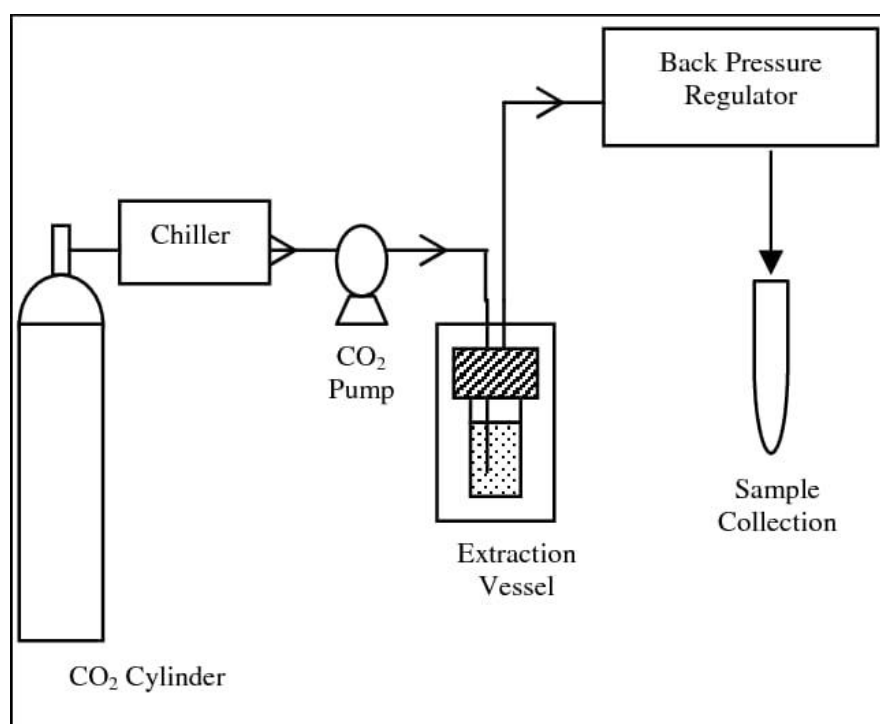 Back Pressure
Regulator
Chiller
CO₂
Pump
Sample
Collection
Extraction
Vessel
CO₂ Cylinder